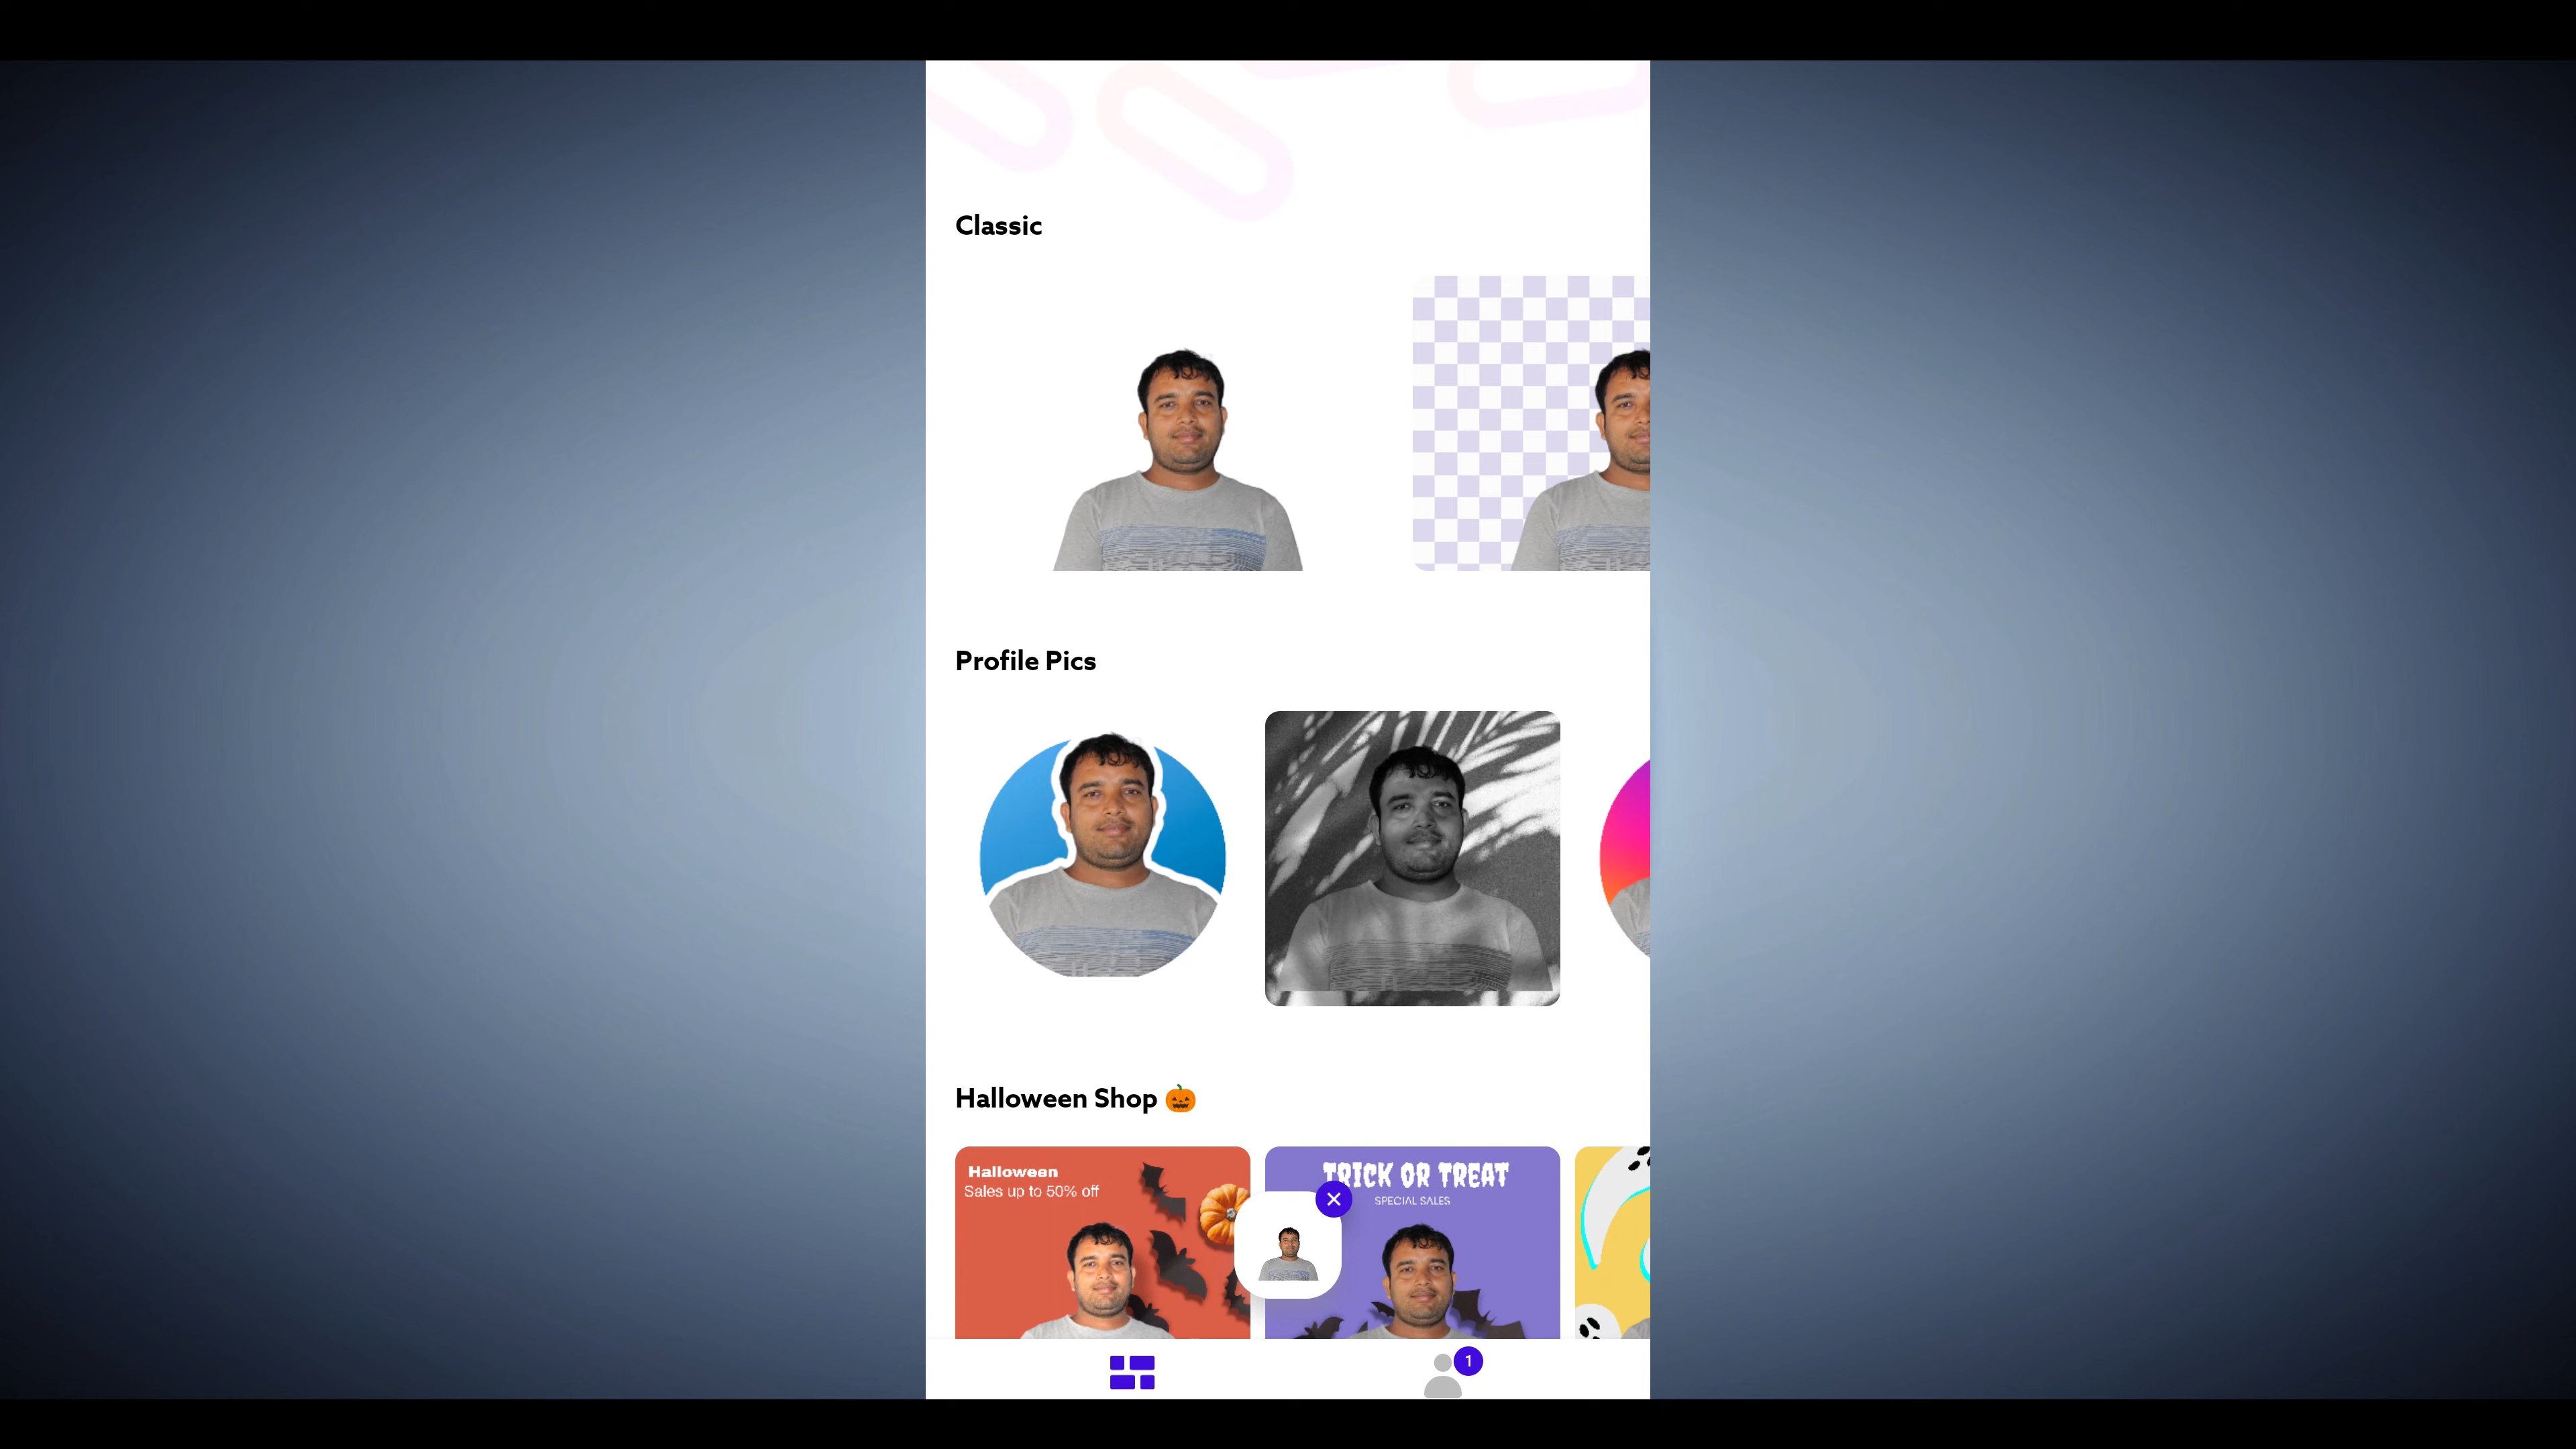 Classic
Profile Pics
Halloween Shop 🎃
Halloween
Sales up to 50% off
TRICK OR TREAT
SPECIAL SALES
1